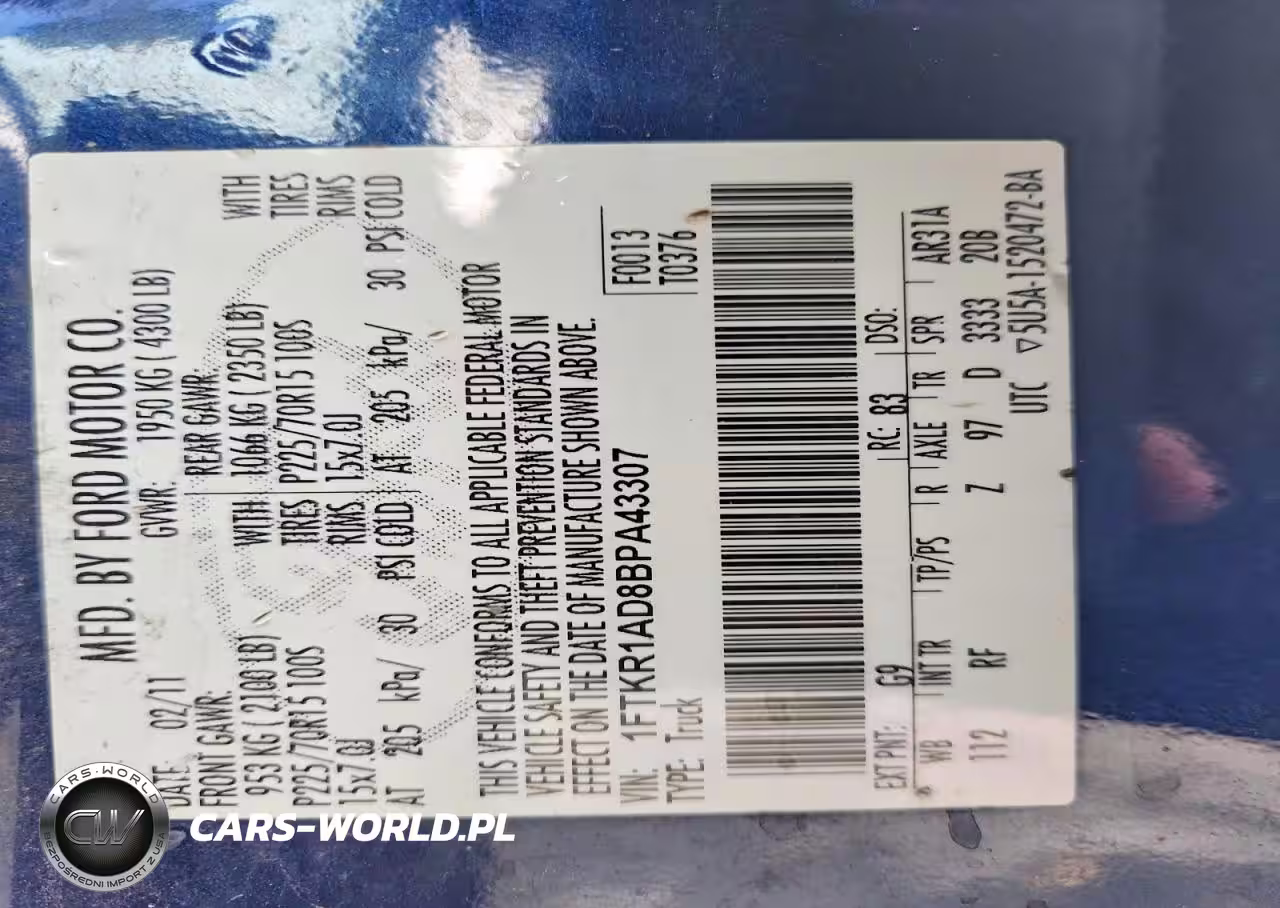 MFD. BY FORD MOTOR CO.
DATE: 02/11 GVWR: 1950 KG ( 4300 LB)
FRONT GAWR: REAR GAWR:
953 KG ( 2100 LB) WITH 1066 KG ( 2350 LB) WITH
P225/70R15 100S TIRES P225/70R15 100S TIRES
15x7.0J RIMS 15x7.0J RIMS
AT 205 kPa/ 30 PSI COLD AT 205 kPa/ 30 PSI COLD
THIS VEHICLE CONFORMS TO ALL APPLICABLE FEDERAL MOTOR
VEHICLE SAFETY AND THEFT PREVENTION STANDARDS IN
EFFECT ON THE DATE OF MANUFACTURE SHOWN ABOVE.
VIN: 1FTKR1AD8BPA43307 F0013
TYPE: Truck T0376
EXT PNT: G9 RC: 83 DSO:
WB INT TR TP/PS R AXLE TR SPR AR31A
112 RF Z 97 D 3333 20B
UTC ▽5U5A-1520472-BA
CARS-WORLD
CW
BEZPOŚREDNI IMPORT Z USA
CARS-WORLD.PL